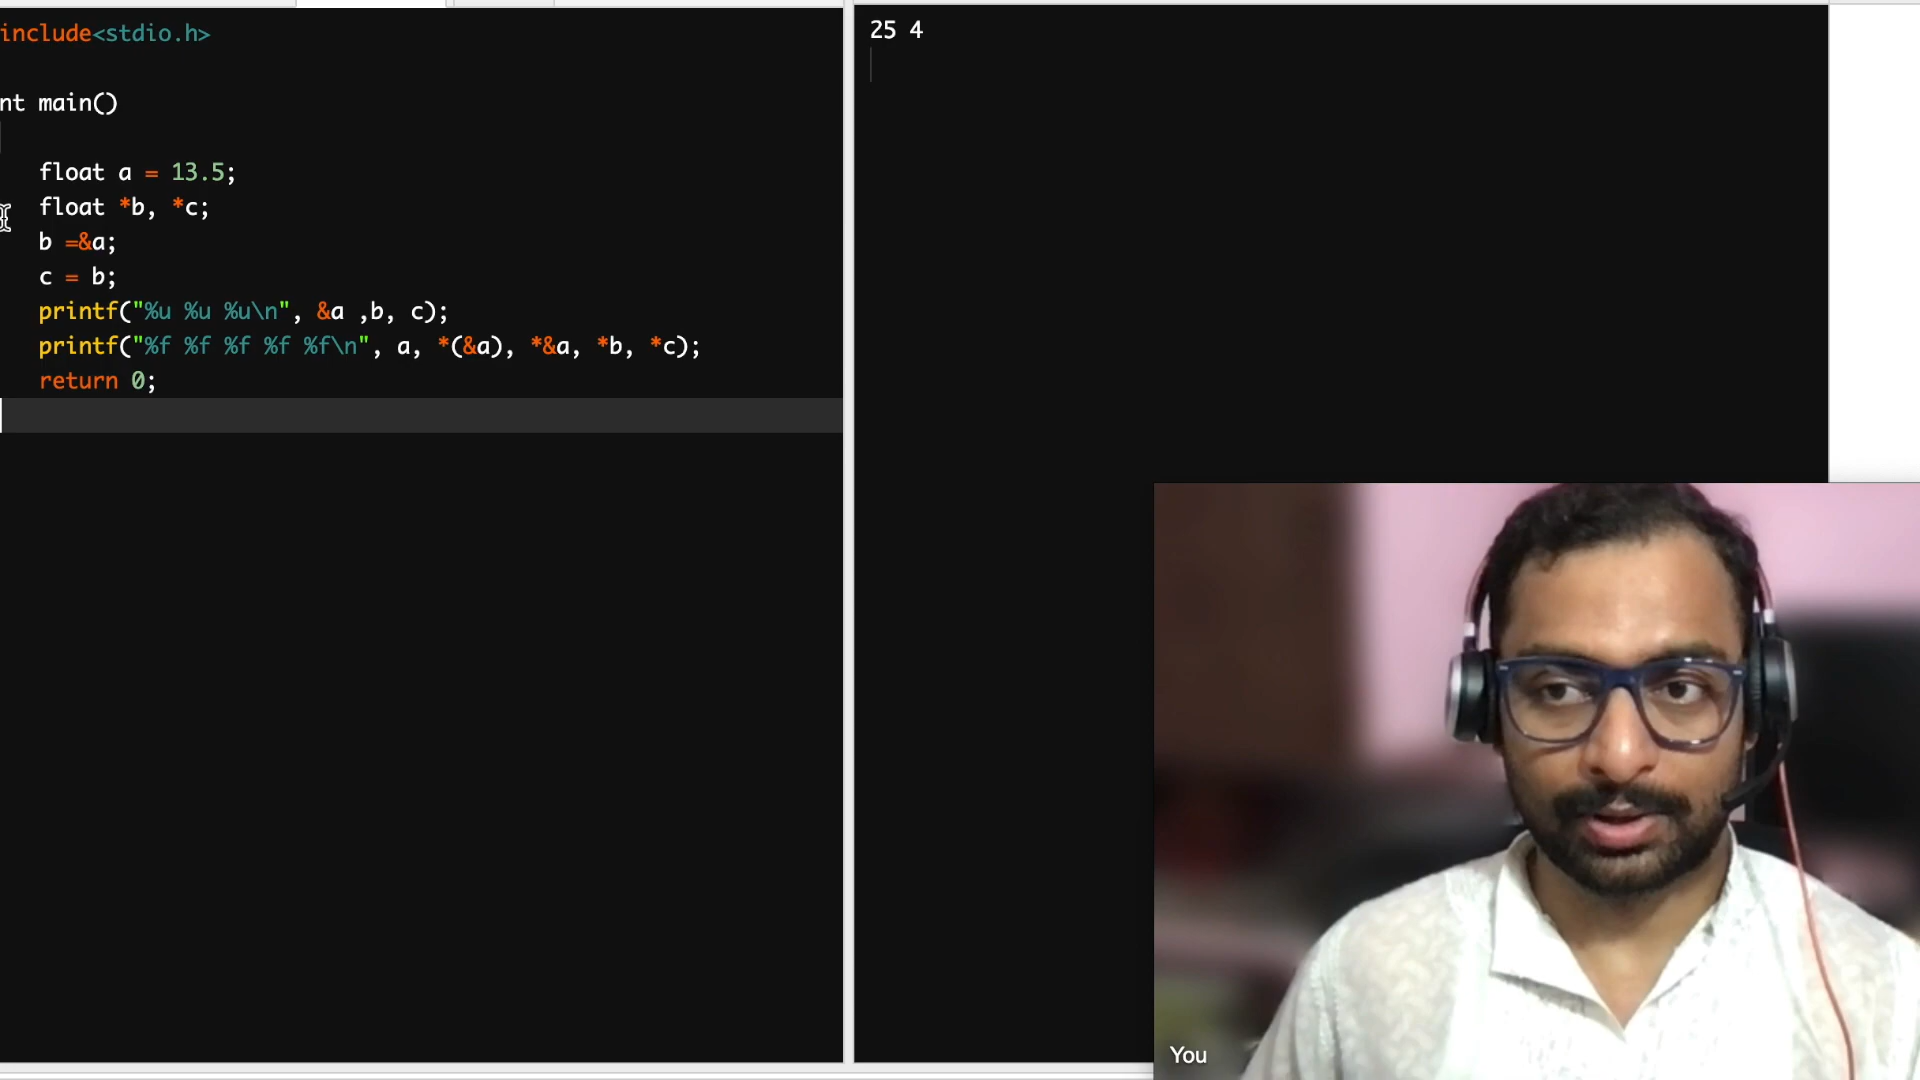 include<stdio.h>
nt main()
float a = 13.5;
float *b, *c;
b =&a;
c = b;
printf("%u %u %u\n", &a ,b, c);
printf("%f %f %f %f %f\n", a, *(&a), *&a, *b, *c);
return 0;
25 4
You